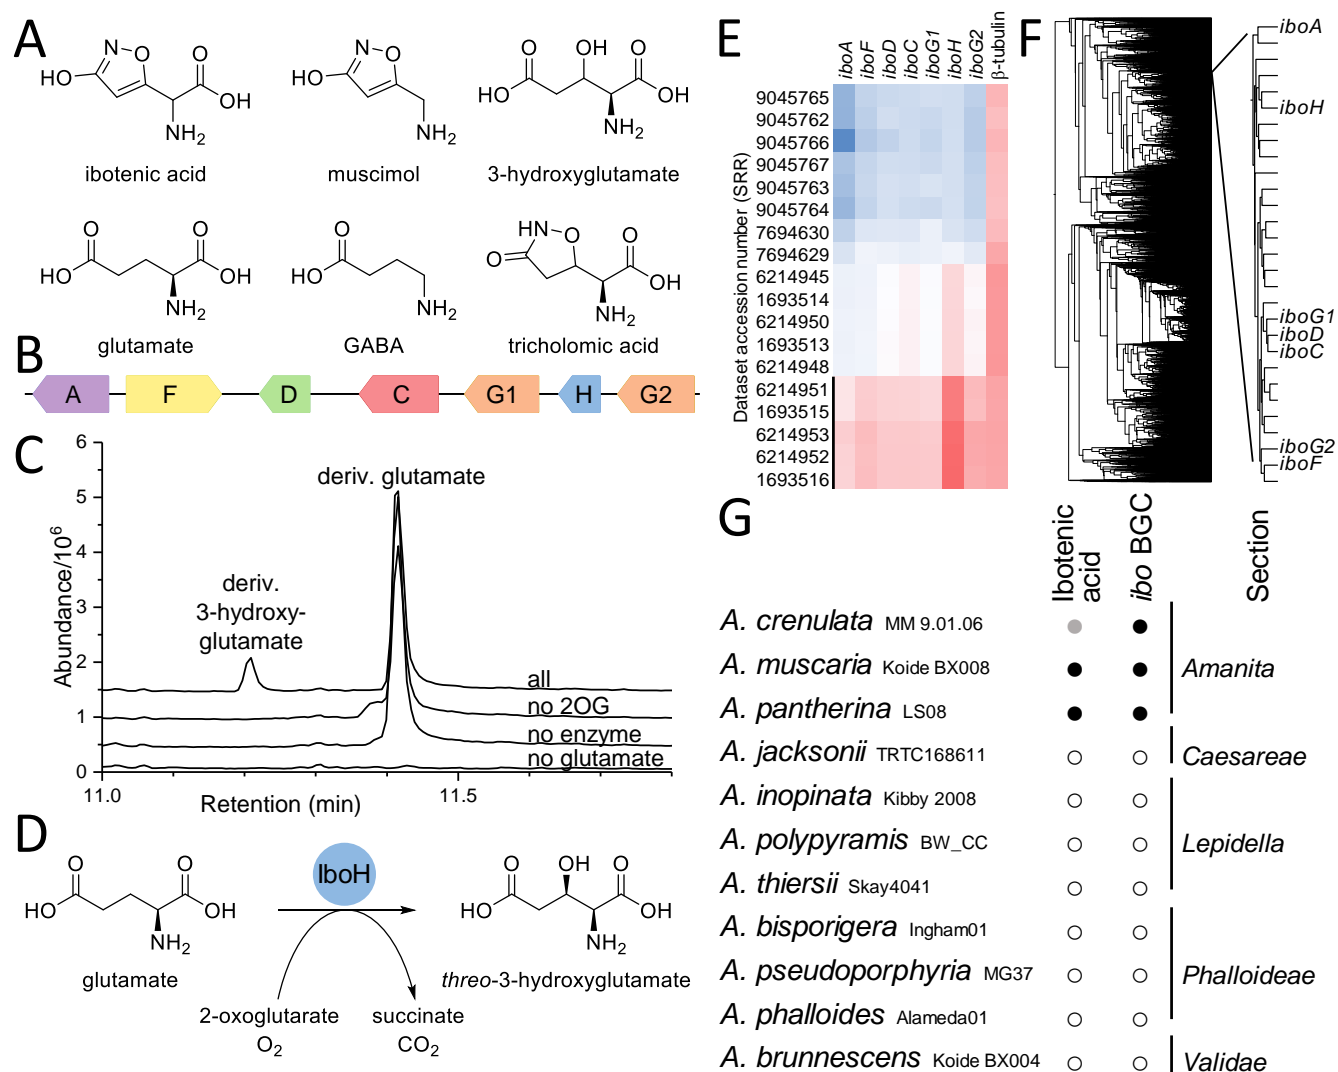 A
N
O
O
HO
OH
NH2
ibotenic acid
N
O
HO
NH2
muscimol
O
OH
O
HO
OH
NH2
3-hydroxyglutamate
O
O
HO
OH
NH2
glutamate
O
HO
NH2
GABA
HN
O
O
O
OH
NH2
tricholomic acid
B
A
F
D
C
G1
H
G2
C
Abundance/10^6
6
5
4
3
2
1
0
deriv. glutamate
deriv.
3-hydroxy-
glutamate
all
no 2OG
no enzyme
no glutamate
11.0
11.5
Retention (min)
D
O
O
HO
OH
NH2
glutamate
IboH
2-oxoglutarate
O2
succinate
CO2
O
OH
O
HO
OH
NH2
threo-3-hydroxyglutamate
E
iboA
iboF
iboD
iboC
iboG1
iboH
iboG2
β-tubulin
Dataset accession number (SRR)
9045765
9045762
9045766
9045767
9045763
9045764
7694630
7694629
6214945
1693514
6214950
1693513
6214948
6214951
1693515
6214953
6214952
1693516
F
iboA
iboH
iboG1
iboD
iboC
iboG2
iboF
G
Ibotenic
acid
ibo BGC
Section
A. crenulata MM 9.01.06
A. muscaria Koide BX008
A. pantherina LS08
A. jacksonii TRTC168611
A. inopinata Kibby 2008
A. polypyramis BW_CC
A. thiersii Skay4041
A. bisporigera Ingham01
A. pseudoporphyria MG37
A. phalloides Alameda01
A. brunnescens Koide BX004
Amanita
Caesareae
Lepidella
Phalloideae
Validae